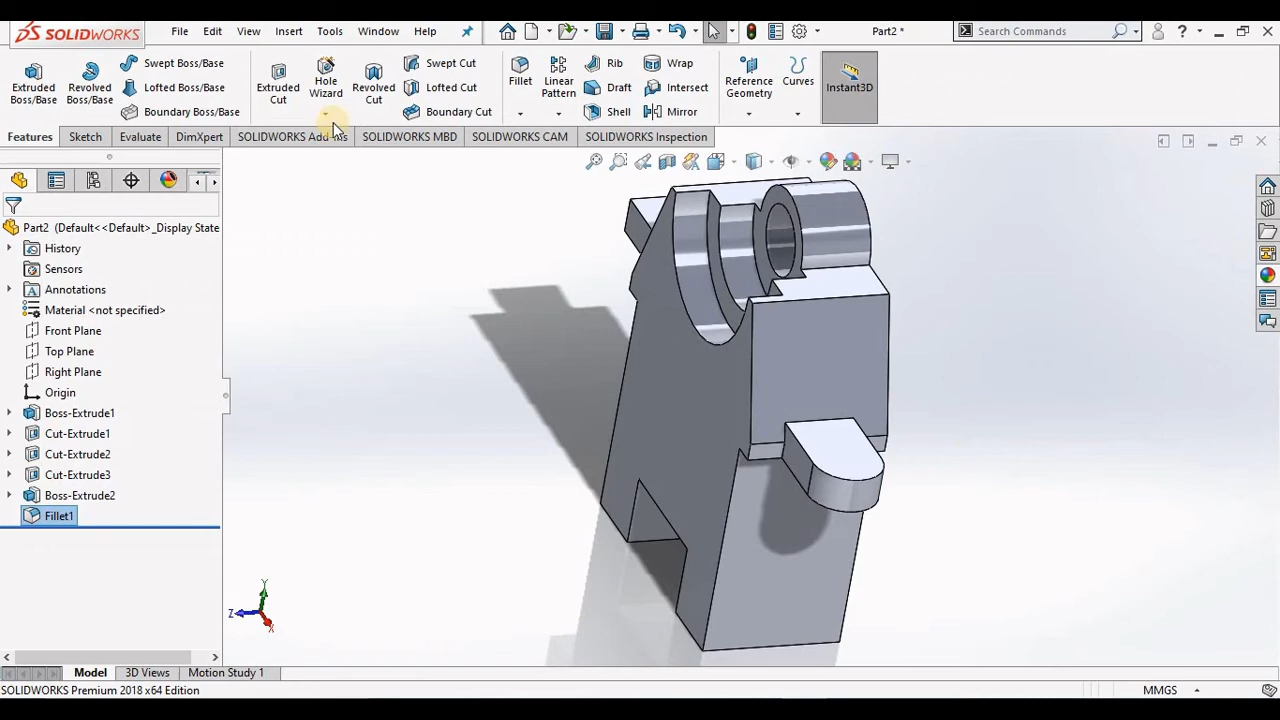 SOLIDWORKS File Edit View Insert Tools Window Part2 * Search Commands
Extruded Boss/Base
Revolved Boss/Base
Swept Boss/Base
Lofted Boss/Base
Boundary Boss/Base
Extruded Cut
Hole Wizard
Revolved Cut
Swept Cut
Lofted Cut
Boundary Cut
Fillet
Linear Pattern
Rib
Draft
Shell
Wrap
Intersect
Mirror
Reference Geometry
Curves
Instant3D
Features Sketch Evaluate DimXpert SOLIDWORKS Add-Ins SOLIDWORKS MBD SOLIDWORKS CAM SOLIDWORKS Inspection
Part2 (Default<<Default>_Display State
History
Sensors
Annotations
Material <not specified>
Front Plane
Top Plane
Right Plane
Origin
Boss-Extrude1
Cut-Extrude1
Cut-Extrude2
Cut-Extrude3
Boss-Extrude2
Fillet1
Y
Z
X
Model 3D Views Motion Study 1
SOLIDWORKS Premium 2018 x64 Edition MMGS